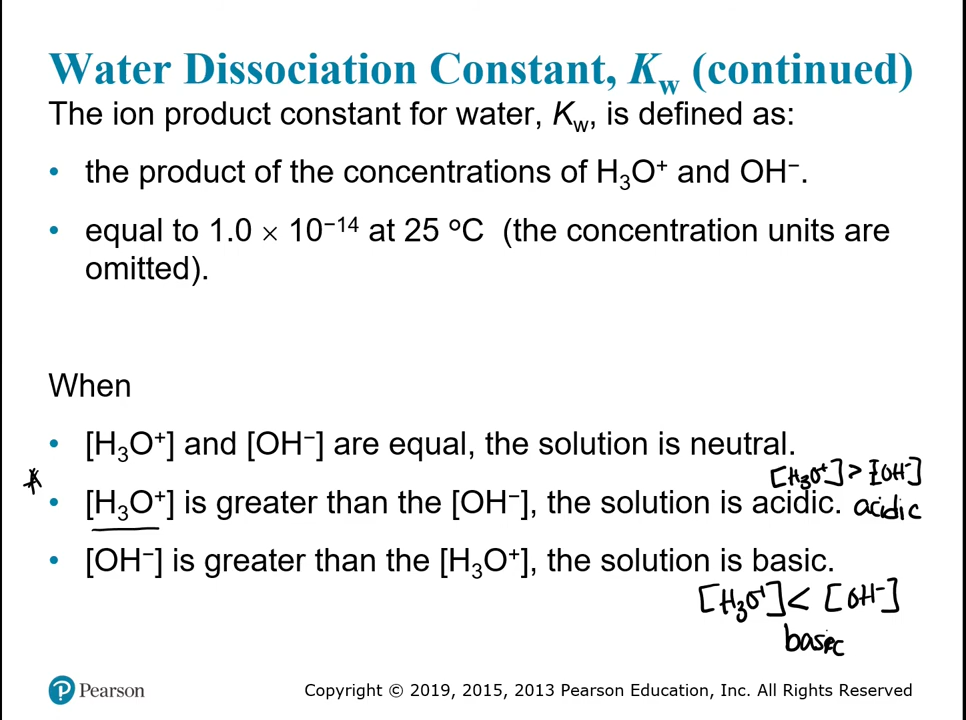 Water Dissociation Constant, Kw (continued)
The ion product constant for water, Kw, is defined as:
• the product of the concentrations of H₃O⁺ and OH⁻.
• equal to 1.0 × 10⁻¹⁴ at 25 ºC (the concentration units are
omitted).
When
• [H₃O⁺] and [OH⁻] are equal, the solution is neutral.
[H₃O⁺] > [OH⁻]
• [H₃O⁺] is greater than the [OH⁻], the solution is acidic. acidic
• [OH⁻] is greater than the [H₃O⁺], the solution is basic.
[H₃O⁺] < [OH⁻]
basic
Pearson
Copyright © 2019, 2015, 2013 Pearson Education, Inc. All Rights Reserved